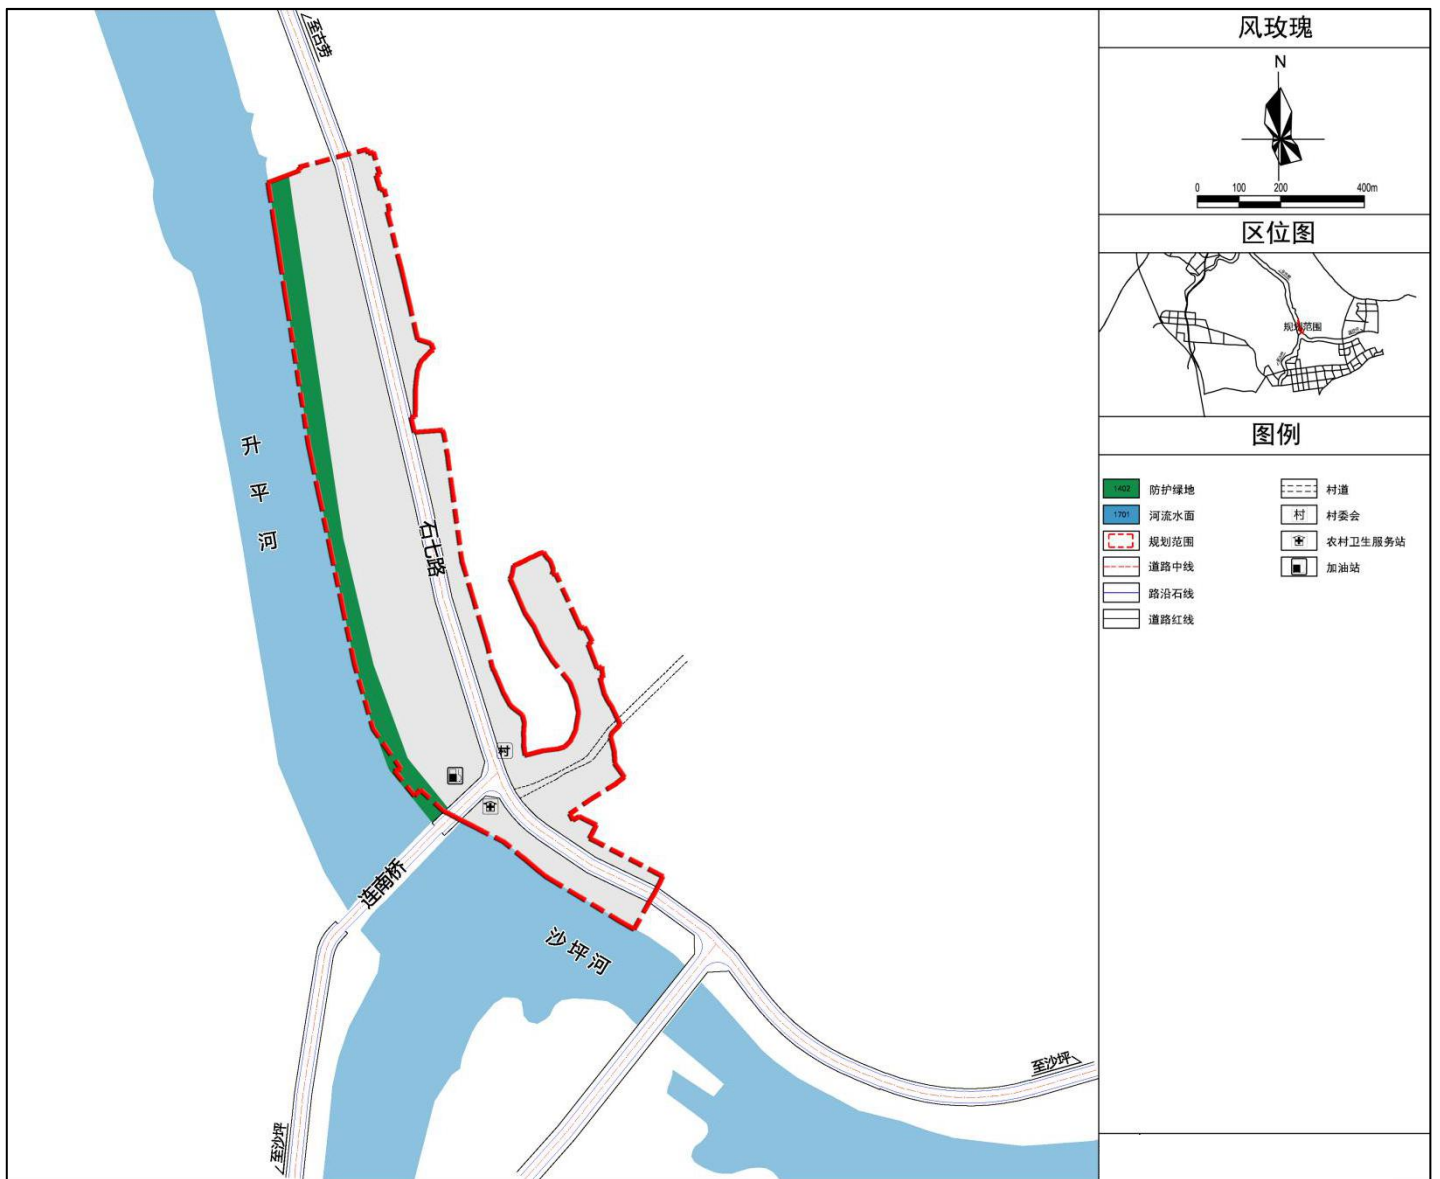 至古劳
升平河
石七路
村
连南桥
沙坪河
至沙坪
至沙坪
风玫瑰
N
0 100 200 400m
区位图
规划范围
图例
1402 防护绿地
1701 河流水面
规划范围
道路中线
路沿石线
道路红线
村道
村 村委会
农村卫生服务站
加油站